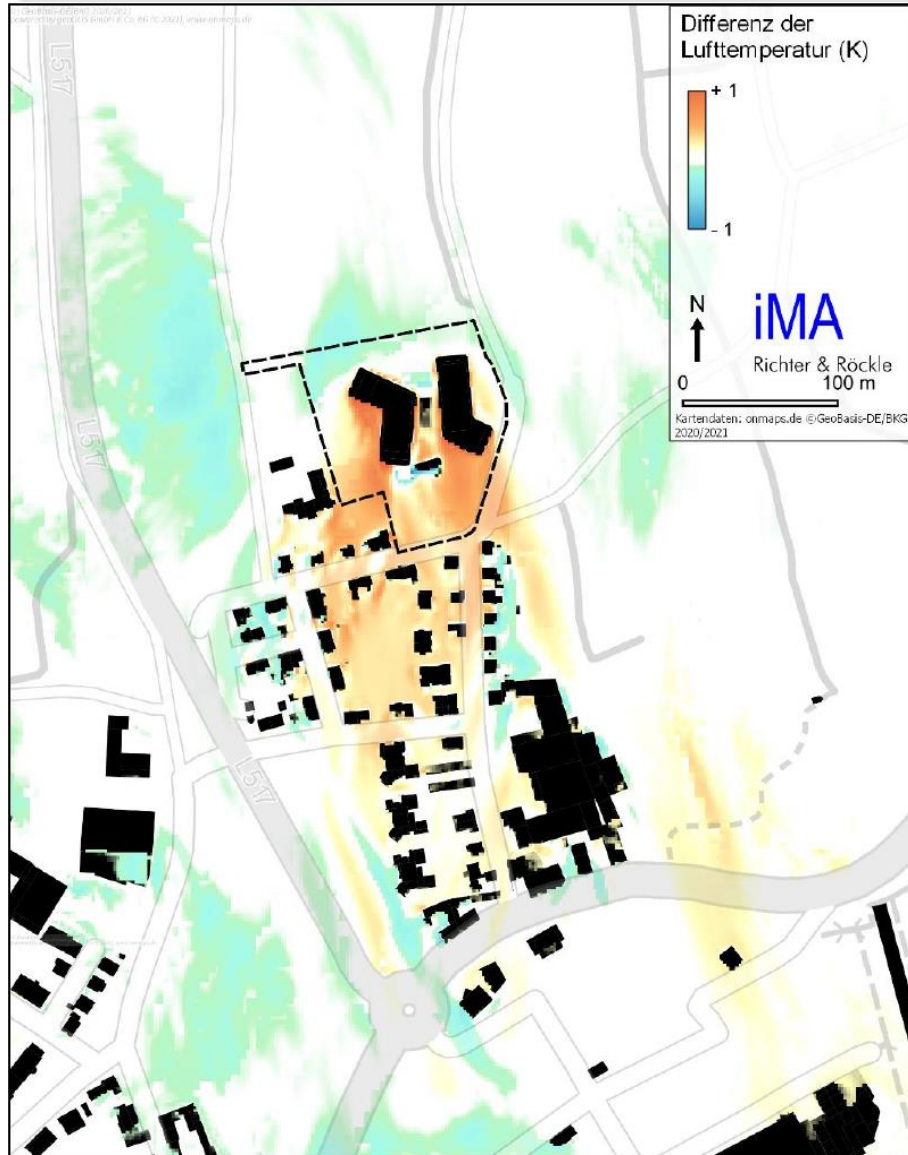 Differenz der
Lufttemperatur (K)
+ 1
- 1
N
iMA
Richter & Röckle
0 100 m
Kartendaten: onmaps.de ©GeoBasis-DE/BKG
2020/2021
L517
L517
L517